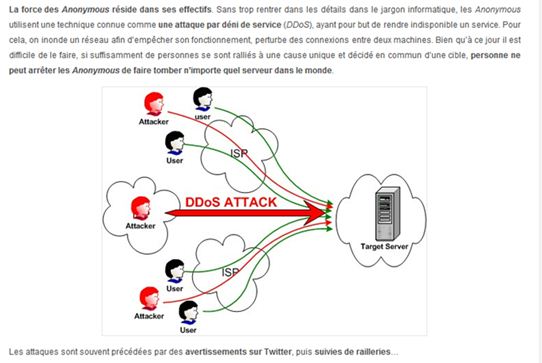 La force des Anonymous réside dans ses effectifs. Sans trop rentrer dans les détails dans le jargon informatique, les Anonymous
utilisent une technique connue comme une attaque par déni de service (DDoS), ayant pour but de rendre indisponible un service. Pour
cela, on inonde un réseau afin d'empêcher son fonctionnement, perturbe des connexions entre deux machines. Bien qu'à ce jour il est
difficile de le faire, si suffisamment de personnes se sont ralliés à une cause unique et décidé en commun d'une cible, personne ne
peut arrêter les Anonymous de faire tomber n'importe quel serveur dans le monde.
Attacker
user
User
ISP
DDoS ATTACK
Attacker
Target Server
User
ISP
Attacker
User
Les attaques sont souvent précédées par des avertissements sur Twitter, puis suivies de railleries…